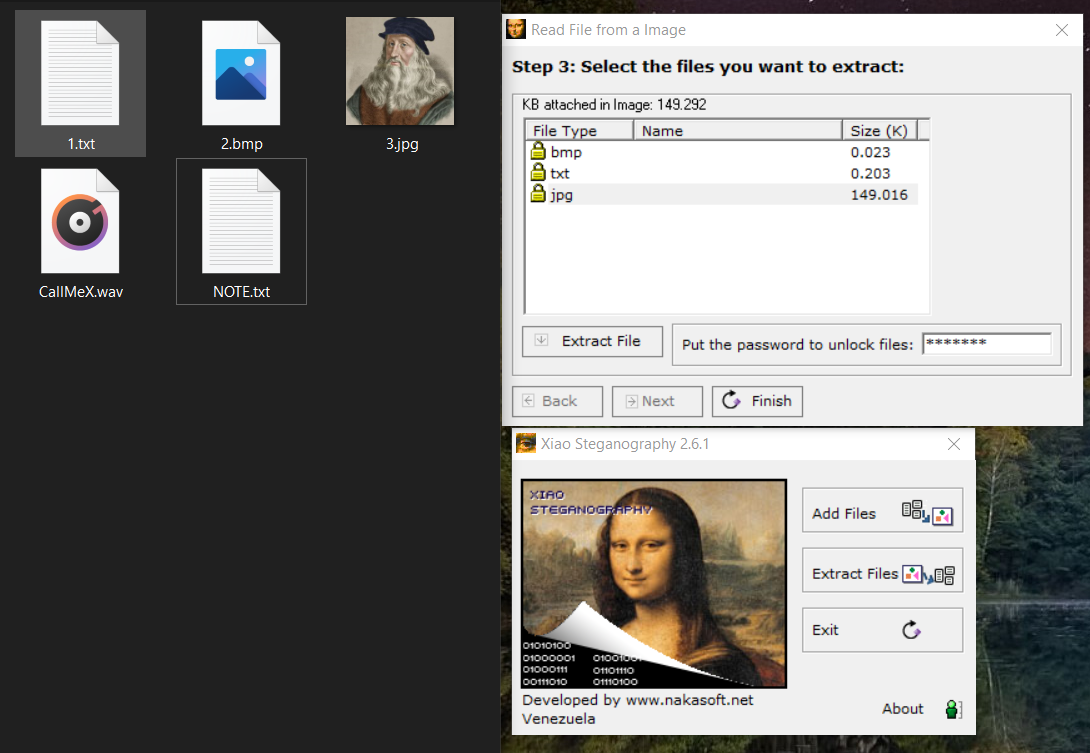 1.txt
2.bmp
3.jpg
CallMeX.wav
NOTE.txt
Read File from a Image
Step 3: Select the files you want to extract:
KB attached in Image: 149.292
File Type Name Size (K)
bmp 0.023
txt 0.203
jpg 149.016
Extract File
Put the password to unlock files: *******
Back Next Finish
Xiao Steganography 2.6.1
XIAO
STEGANOGRAPHY
01010100
01000001 01001001
01000111 01101110
00111010 01110100
Developed by www.nakasoft.net
Venezuela
Add Files
Extract Files
Exit
About